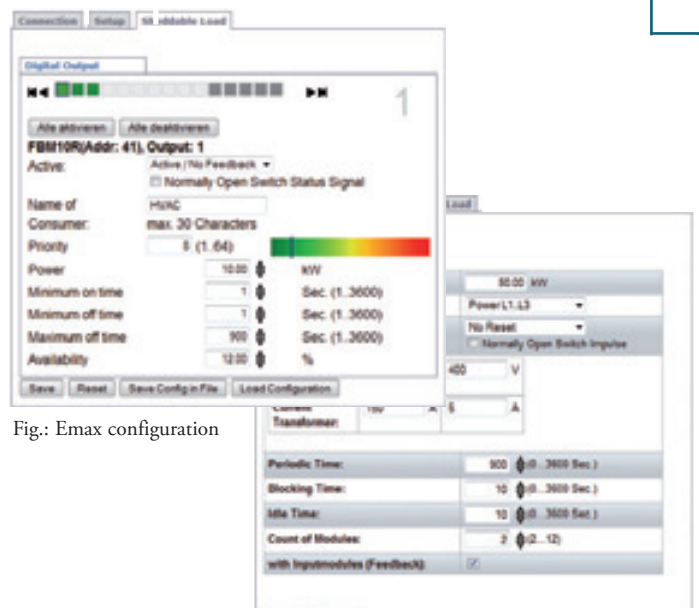 Connection Setup Sheddable Load
Digital Output
1
Alle aktivieren Alle deaktivieren
FBM10R(Addr: 41), Output: 1
Active: Active / No Feedback
Normally Open Switch Status Signal
Name of HVAC
Consumer: max. 30 Characters
Priority 8 (1..64)
Power 10.00 kW
Minimum on time 1 Sec. (1..3600)
Minimum off time 1 Sec. (1..3600)
Maximum off time 900 Sec. (1..3600)
Availability 12.00 %
Save Reset Save Config in File Load Configuration
Fig.: Emax configuration
Load
50.00 kW
Power L1..L3
No Reset
Normally Open Switch Impulse
400 V
Current
Transformer: 150 A 5 A
Periodic Time: 900 (0...3600 Sec.)
Blocking Time: 10 (0...3600 Sec.)
Idle Time: 10 (0...3600 Sec.)
Count of Modules: 2 (2...12)
with Inputmodules (Feedback):